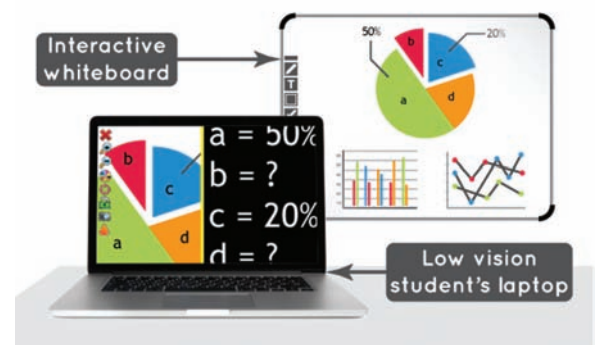 Interactive
whiteboard
50%
20%
b
c
a
d
T
a = 50%
b = ?
c = 20%
d = ?
b
c
a
d
Low vision
student's laptop